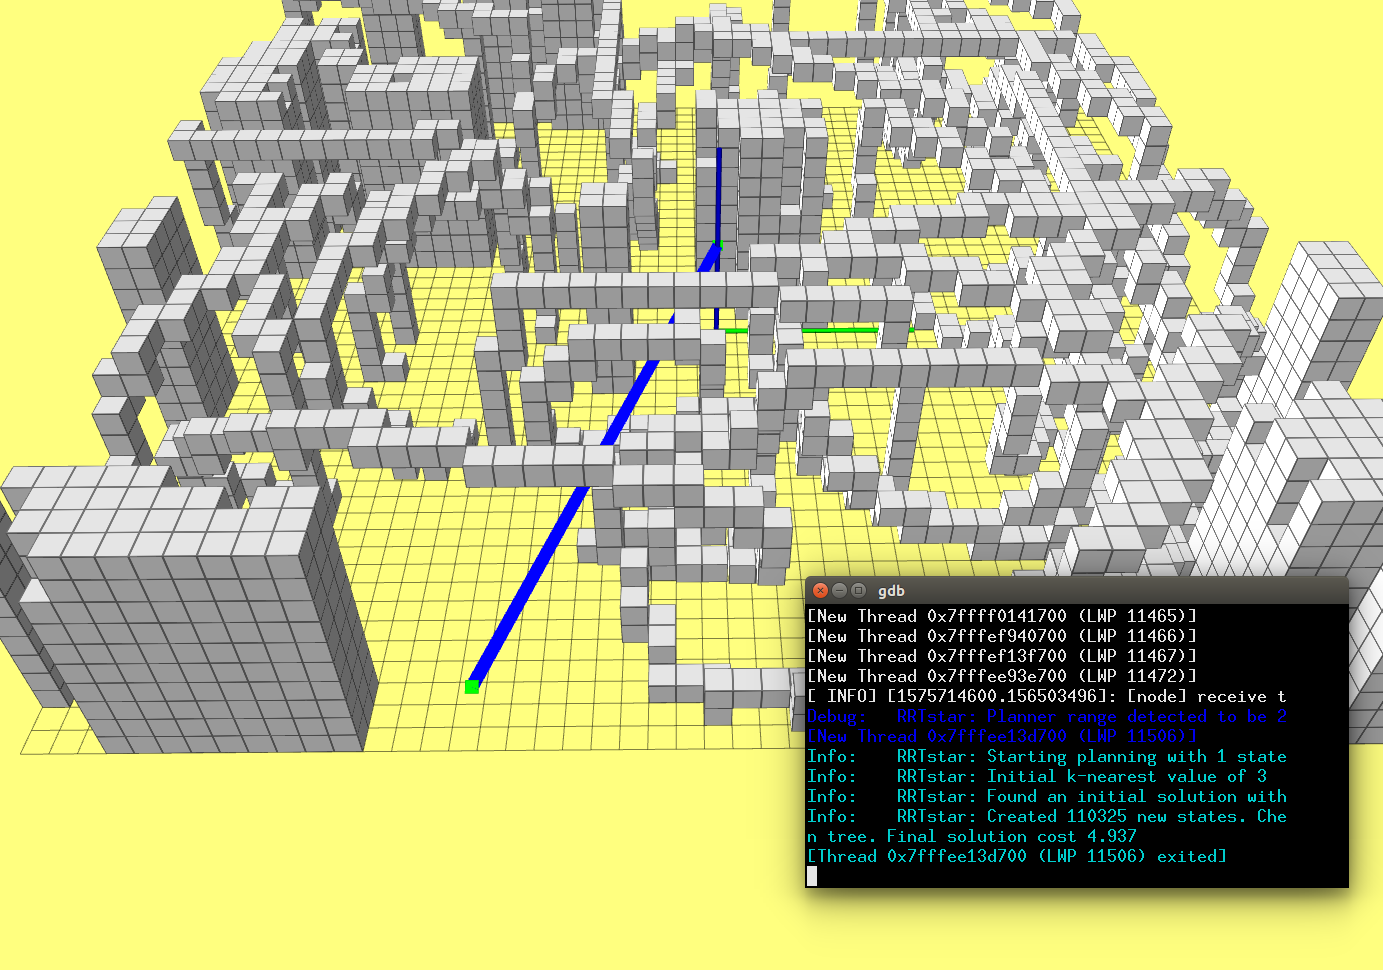 gdb
[New Thread 0x7ffff0141700 (LWP 11465)]
[New Thread 0x7fffef940700 (LWP 11466)]
[New Thread 0x7fffef13f700 (LWP 11467)]
[New Thread 0x7fffee93e700 (LWP 11472)]
[ INFO] [1575714600.156503496]: [node] receive t
Debug:   RRTstar: Planner range detected to be 2
[New Thread 0x7fffee13d700 (LWP 11506)]
Info:    RRTstar: Starting planning with 1 state
Info:    RRTstar: Initial k-nearest value of 3
Info:    RRTstar: Found an initial solution with
Info:    RRTstar: Created 110325 new states. Che
n tree. Final solution cost 4.937
[Thread 0x7fffee13d700 (LWP 11506) exited]